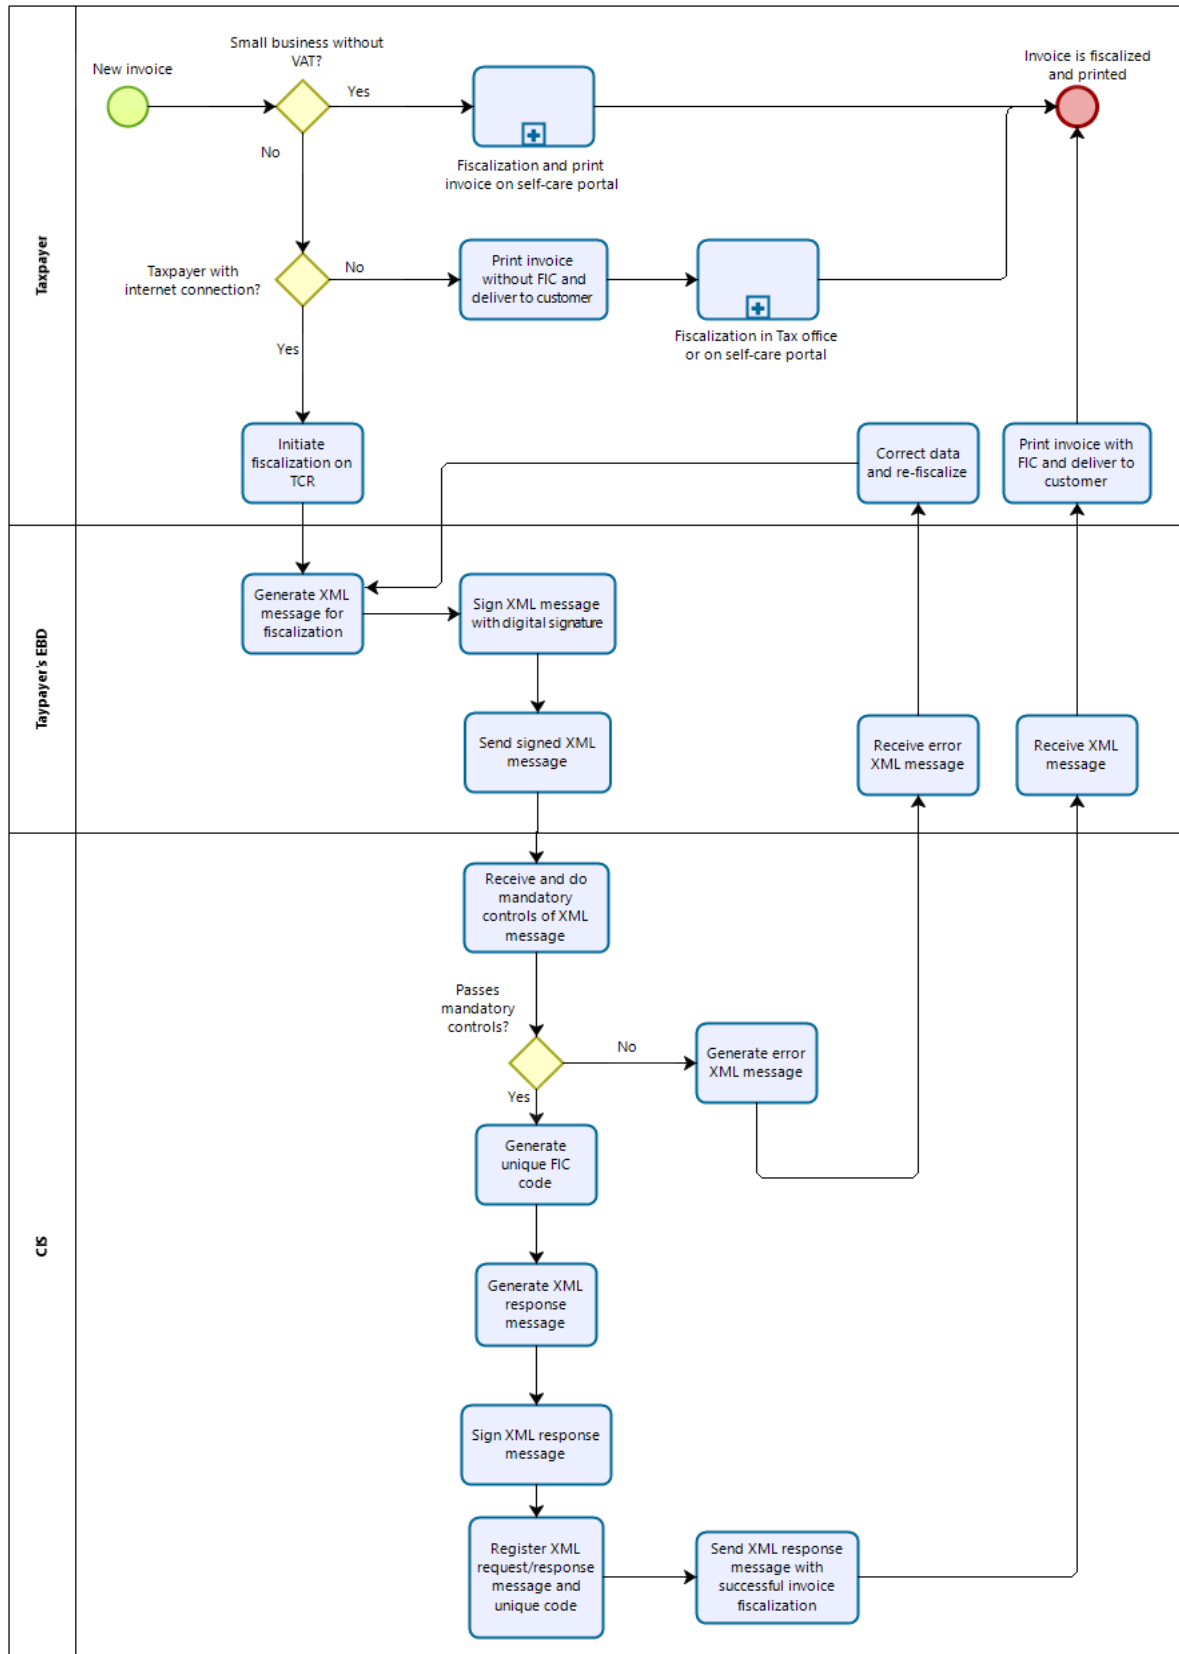 Small business without
VAT?
New invoice
Yes
Invoice is fiscalized
and printed
No
Fiscalization and print
invoice on self-care portal
Taxpayer
Taxpayer with
internet connection?
No
Print invoice
without FIC and
deliver to customer
Fiscalization in Tax office
or on self-care portal
Yes
Initiate
fiscalization on
TCR
Correct data
and re-fiscalize
Print invoice with
FIC and deliver to
customer
Taypayer's EBD
Generate XML
message for
fiscalization
Sign XML message
with digital signature
Send signed XML
message
Receive error
XML message
Receive XML
message
CIS
Receive and do
mandatory
controls of XML
message
Passes
mandatory
controls?
No
Generate error
XML message
Yes
Generate
unique FIC
code
Generate XML
response
message
Sign XML response
message
Register XML
request/response
message and
unique code
Send XML response
message with
successful invoice
fiscalization